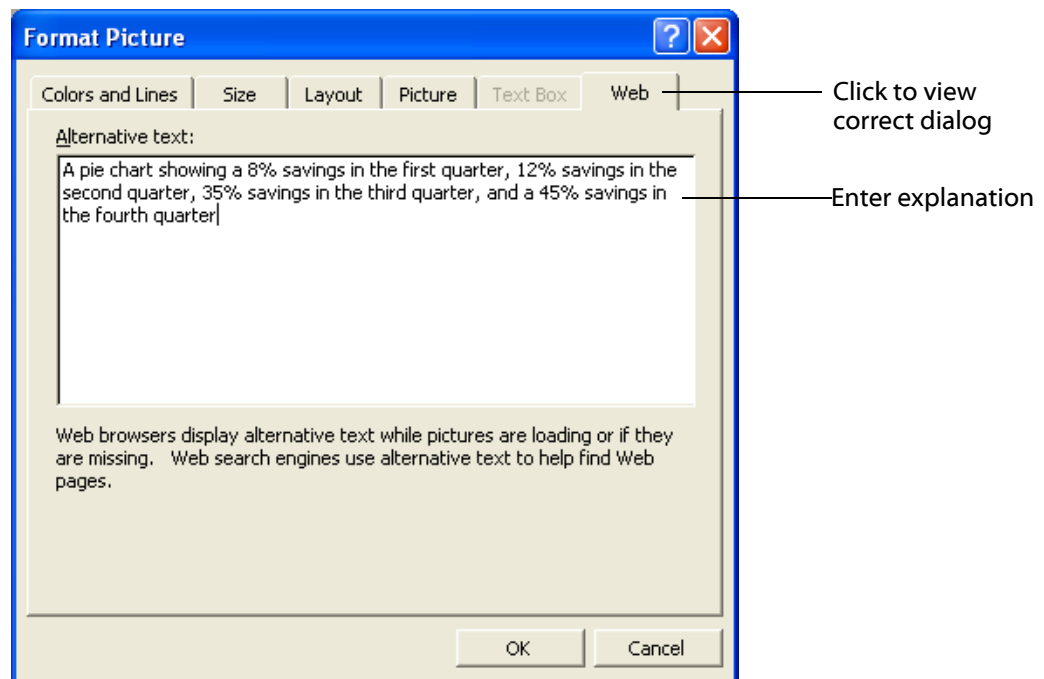 Format Picture
Colors and Lines Size Layout Picture Text Box Web
Click to view
correct dialog
Alternative text:
A pie chart showing a 8% savings in the first quarter, 12% savings in the
second quarter, 35% savings in the third quarter, and a 45% savings in
the fourth quarter
Enter explanation
Web browsers display alternative text while pictures are loading or if they
are missing. Web search engines use alternative text to help find Web
pages.
OK Cancel